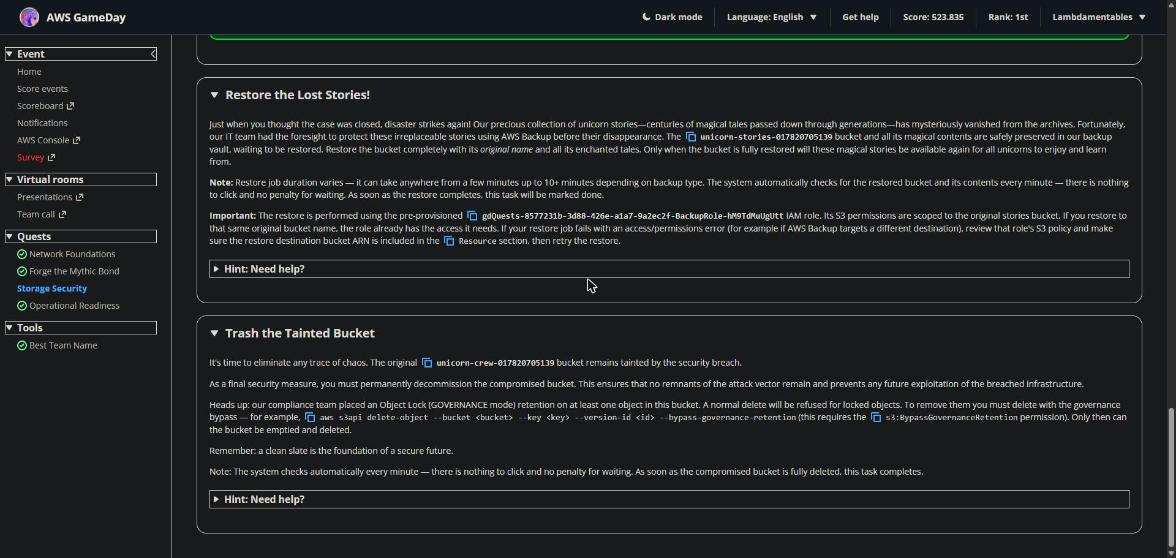 AWS GameDay
Dark mode
Language: English
Get help
Score: 523.835
Rank: 1st
Lambdamentables
Event
Home
Score events
Scoreboard
Notifications
AWS Console
Survey
Virtual rooms
Presentations
Team call
Quests
Network Foundations
Forge the Mythic Bond
Storage Security
Operational Readiness
Tools
Best Team Name
Restore the Lost Stories!
Just when you thought the case was closed, disaster strikes again! Our precious collection of unicorn stories—centuries of magical tales passed down through generations—has mysteriously vanished from the archives. Fortunately,
our IT team had the foresight to protect these irreplaceable stories using AWS Backup before their disappearance. The unicorn-stories-017820705139 bucket and all its magical contents are safely preserved in our backup
vault, waiting to be restored. Restore the bucket completely with its original name and all its enchanted tales. Only when the bucket is fully restored will these magical stories be available again for all unicorns to enjoy and learn
from.
Note: Restore job duration varies — it can take anywhere from a few minutes up to 10+ minutes depending on backup type. The system automatically checks for the restored bucket and its contents every minute — there is nothing
to click and no penalty for waiting. As soon as the restore completes, this task will be marked done.
Important: The restore is performed using the pre-provisioned gdQuests-8577231b-3d88-426e-a1a7-9a2ec2f-BackupRole-hM9TdMwUgUtt IAM role. Its S3 permissions are scoped to the original stories bucket. If you restore to
that same original bucket name, the role already has the access it needs. If your restore job fails with an access/permissions error (for example if AWS Backup targets a different destination), review that role's S3 policy and make
sure the restore destination bucket ARN is included in the Resource section, then retry the restore.
Hint: Need help?
Trash the Tainted Bucket
It's time to eliminate any trace of chaos. The original unicorn-crew-017820705139 bucket remains tainted by the security breach.
As a final security measure, you must permanently decommission the compromised bucket. This ensures that no remnants of the attack vector remain and prevents any future exploitation of the breached infrastructure.
Heads up: our compliance team placed an Object Lock (GOVERNANCE mode) retention on at least one object in this bucket. A normal delete will be refused for locked objects. To remove them you must delete with the governance
bypass — for example, aws s3api delete-object --bucket <bucket> --key <key> --version-id <id> --bypass-governance-retention (this requires the s3:BypassGovernanceRetention permission). Only then can
the bucket be emptied and deleted.
Remember: a clean slate is the foundation of a secure future.
Note: The system checks automatically every minute — there is nothing to click and no penalty for waiting. As soon as the compromised bucket is fully deleted, this task completes.
Hint: Need help?